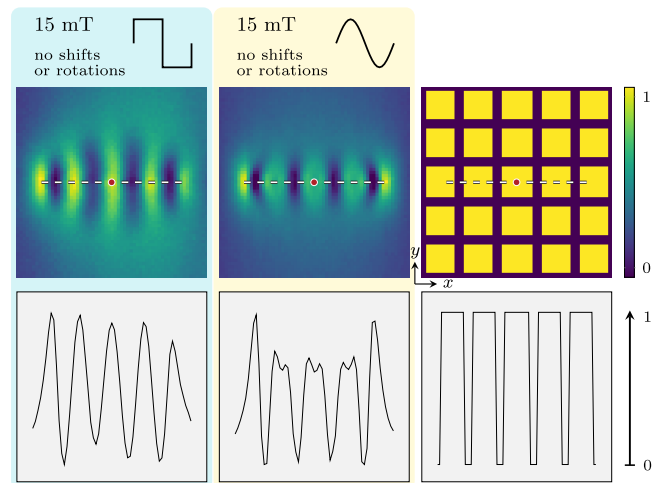 15 mT
no shifts
or rotations
15 mT
no shifts
or rotations
1
0
y
x
1
0